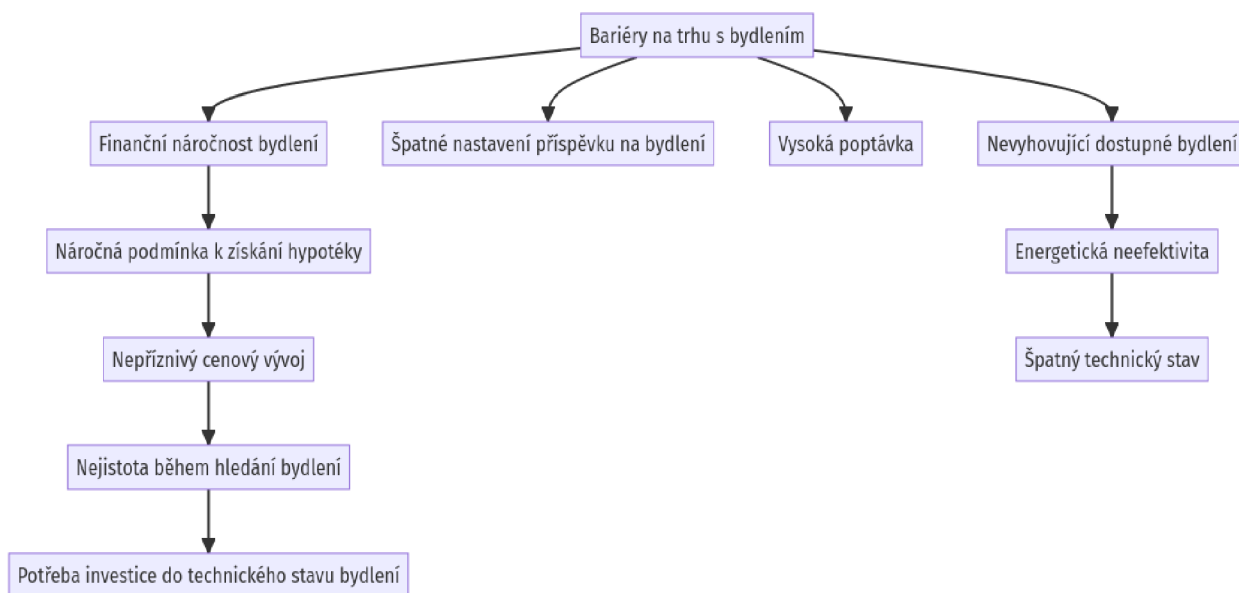 Bariéry na trhu s bydlením
Finanční náročnost bydlení
Špatné nastavení příspěvku na bydlení
Vysoká poptávka
Nevyhovující dostupné bydlení
Náročná podmínka k získání hypotéky
Energetická neefektivita
Nepříznivý cenový vývoj
Špatný technický stav
Nejistota během hledání bydlení
Potřeba investice do technického stavu bydlení